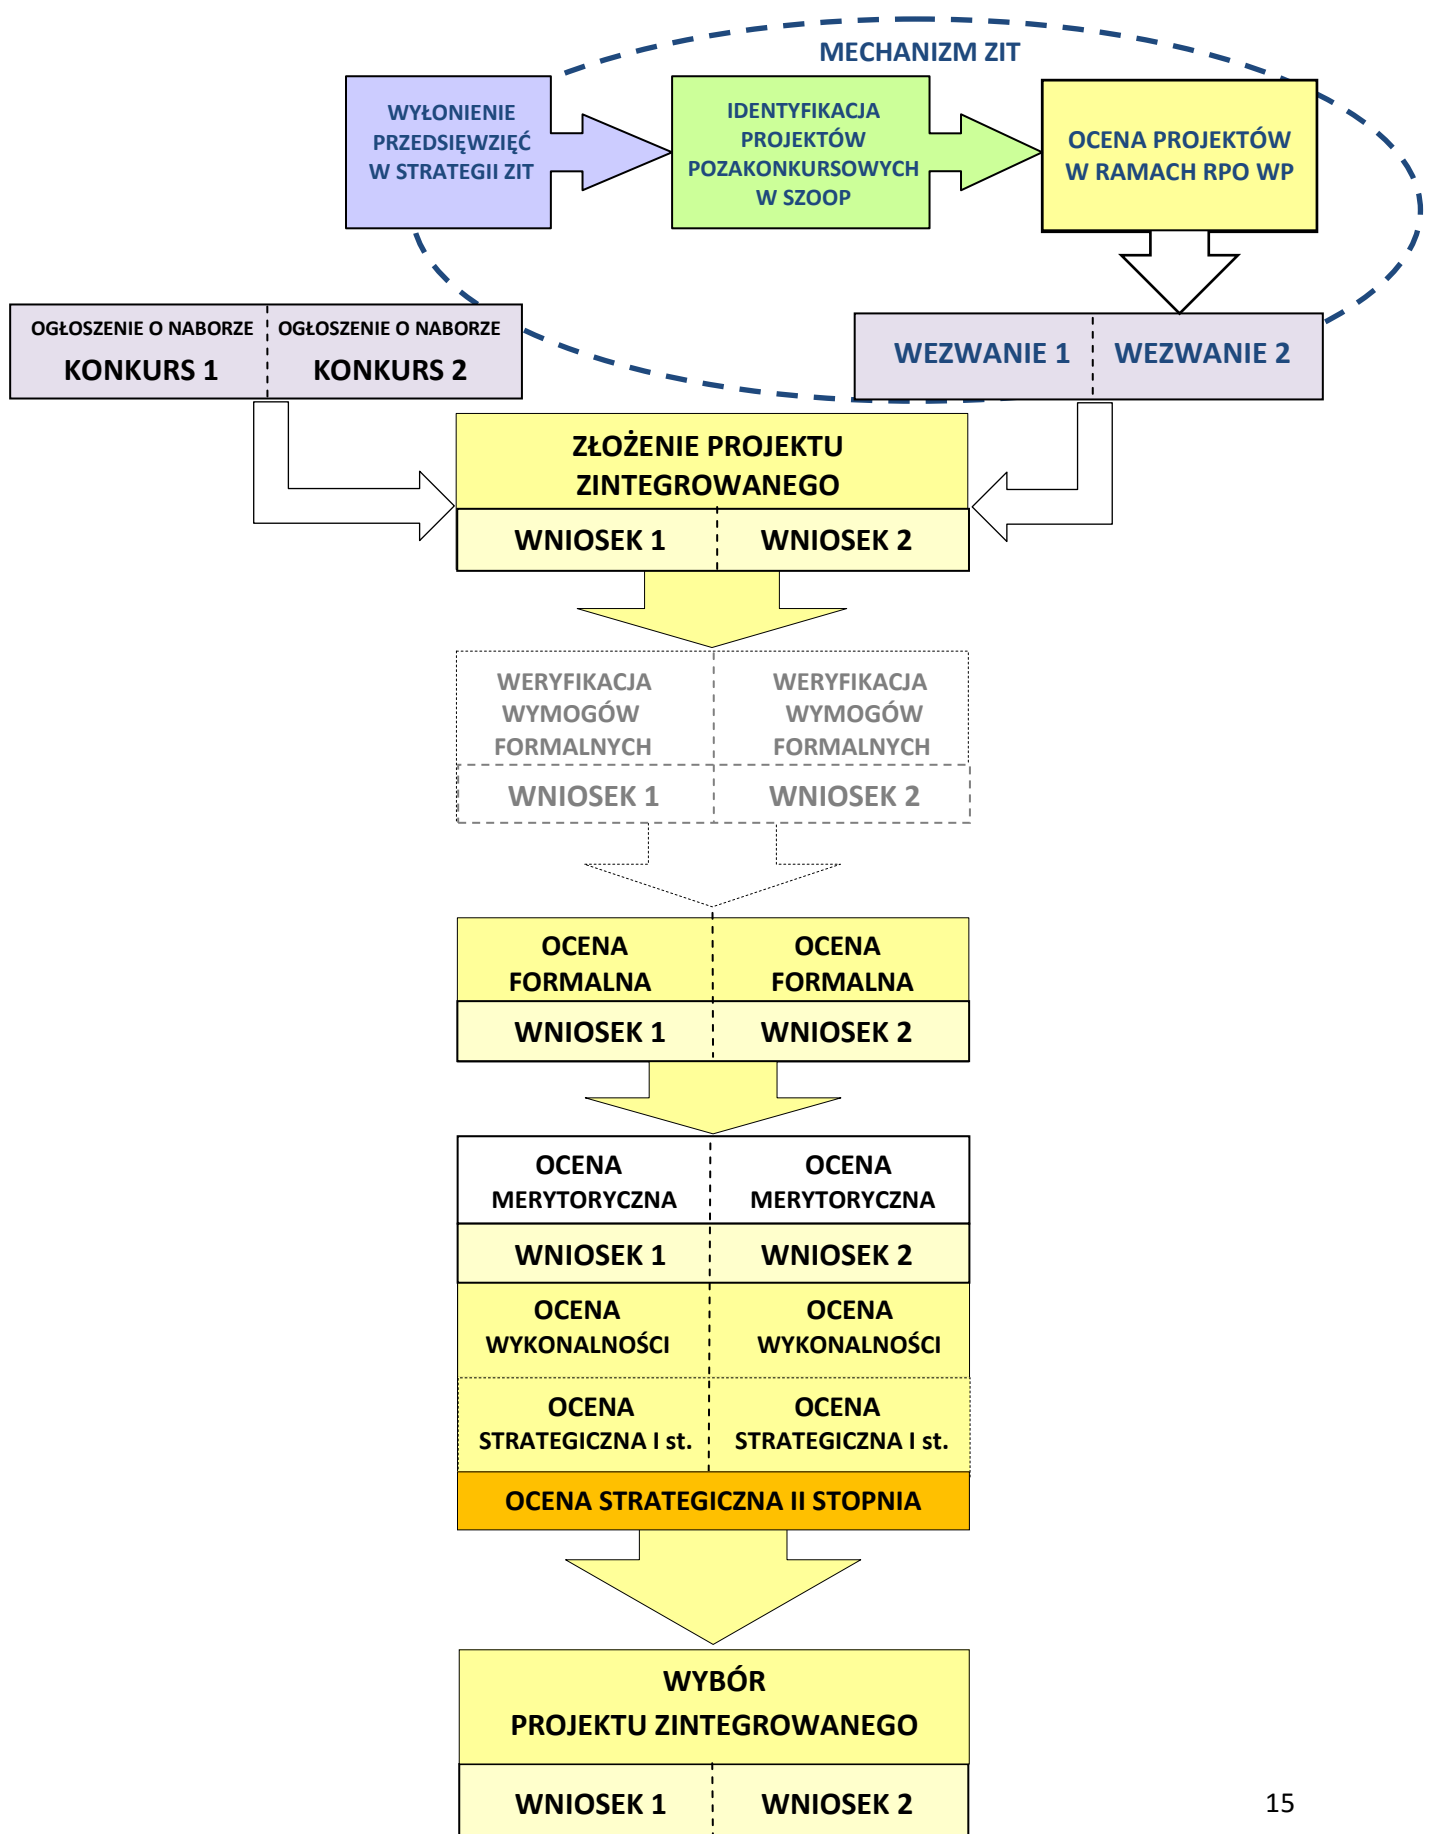 MECHANIZM ZIT
WYŁONIENIE
PRZEDSIĘWZIĘĆ
W STRATEGII ZIT
IDENTYFIKACJA
PROJEKTÓW
POZAKONKURSOWYCH
W SZOOP
OCENA PROJEKTÓW
W RAMACH RPO WP
OGŁOSZENIE O NABORZE
KONKURS 1
OGŁOSZENIE O NABORZE
KONKURS 2
WEZWANIE 1
WEZWANIE 2
ZŁOŻENIE PROJEKTU
ZINTEGROWANEGO
WNIOSEK 1
WNIOSEK 2
WERYFIKACJA
WYMOGÓW
FORMALNYCH
WNIOSEK 1
WERYFIKACJA
WYMOGÓW
FORMALNYCH
WNIOSEK 2
OCENA
FORMALNA
WNIOSEK 1
OCENA
FORMALNA
WNIOSEK 2
OCENA
MERYTORYCZNA
WNIOSEK 1
OCENA
MERYTORYCZNA
WNIOSEK 2
OCENA
WYKONALNOŚCI
OCENA
WYKONALNOŚCI
OCENA
STRATEGICZNA I st.
OCENA
STRATEGICZNA I st.
OCENA STRATEGICZNA II STOPNIA
WYBÓR
PROJEKTU ZINTEGROWANEGO
WNIOSEK 1
WNIOSEK 2
15